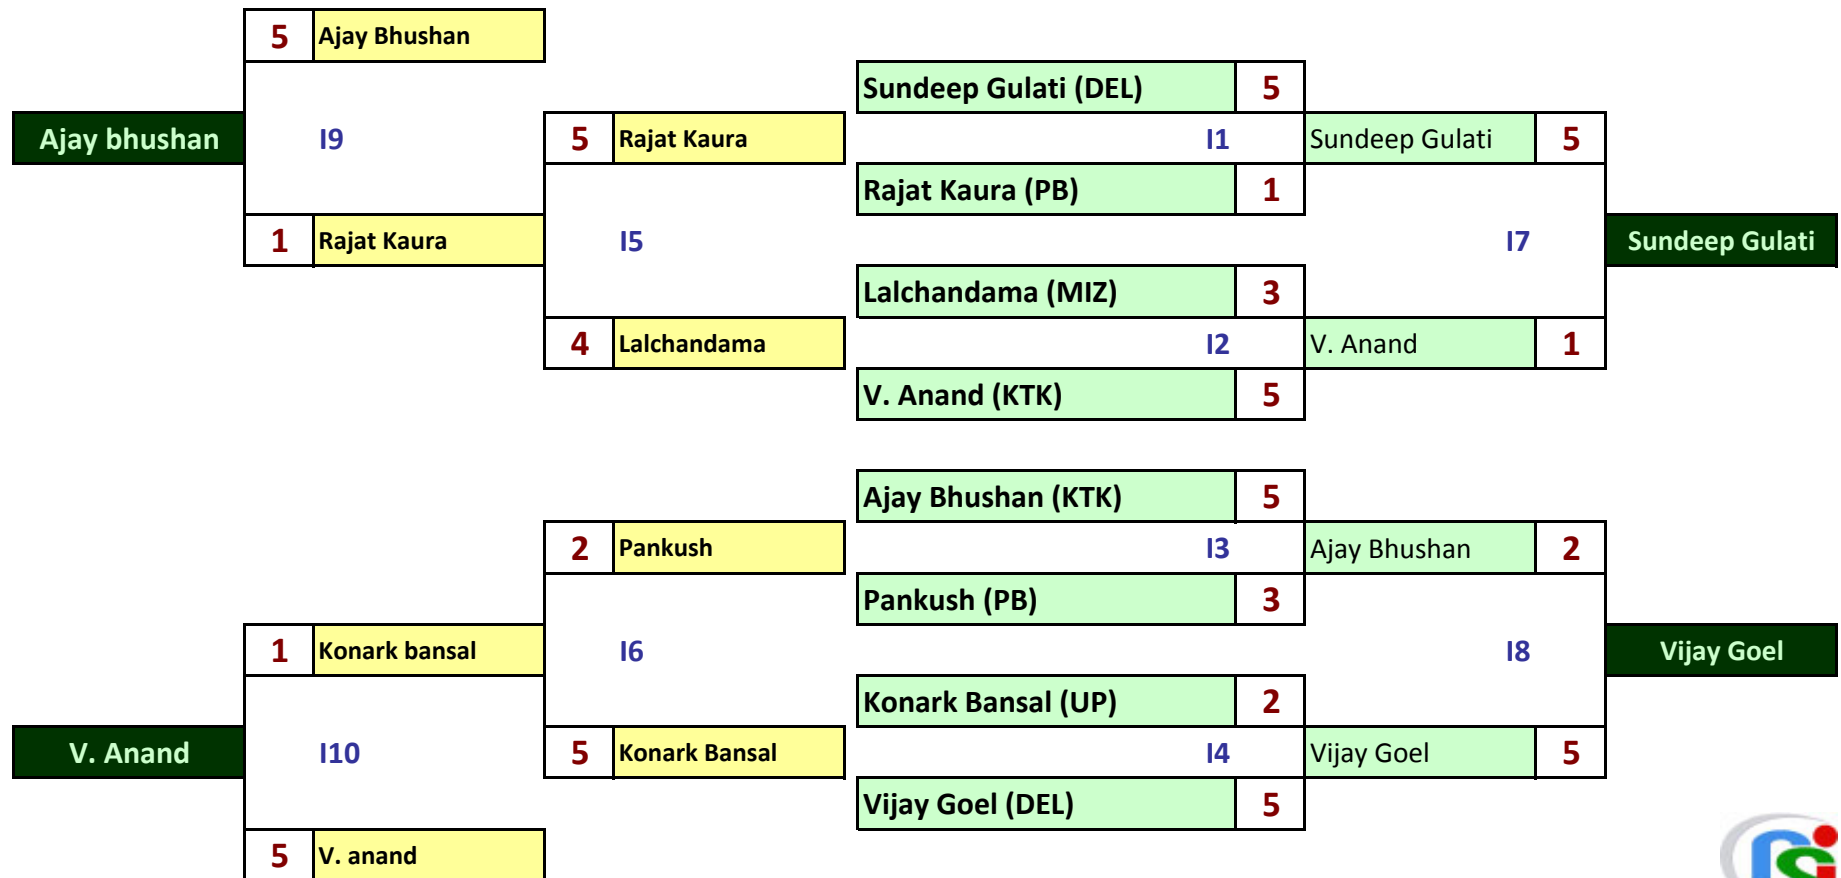 5 Ajay Bhushan
Sundeep Gulati (DEL) 5
Ajay bhushan I9 5 Rajat Kaura I1 Sundeep Gulati 5
Rajat Kaura (PB) 1
1 Rajat Kaura I5 I7 Sundeep Gulati
Lalchandama (MIZ) 3
4 Lalchandama I2 V. Anand 1
V. Anand (KTK) 5
Ajay Bhushan (KTK) 5
2 Pankush I3 Ajay Bhushan 2
Pankush (PB) 3
1 Konark bansal I6 I8 Vijay Goel
Konark Bansal (UP) 2
V. Anand I10 5 Konark Bansal I4 Vijay Goel 5
Vijay Goel (DEL) 5
5 V. anand